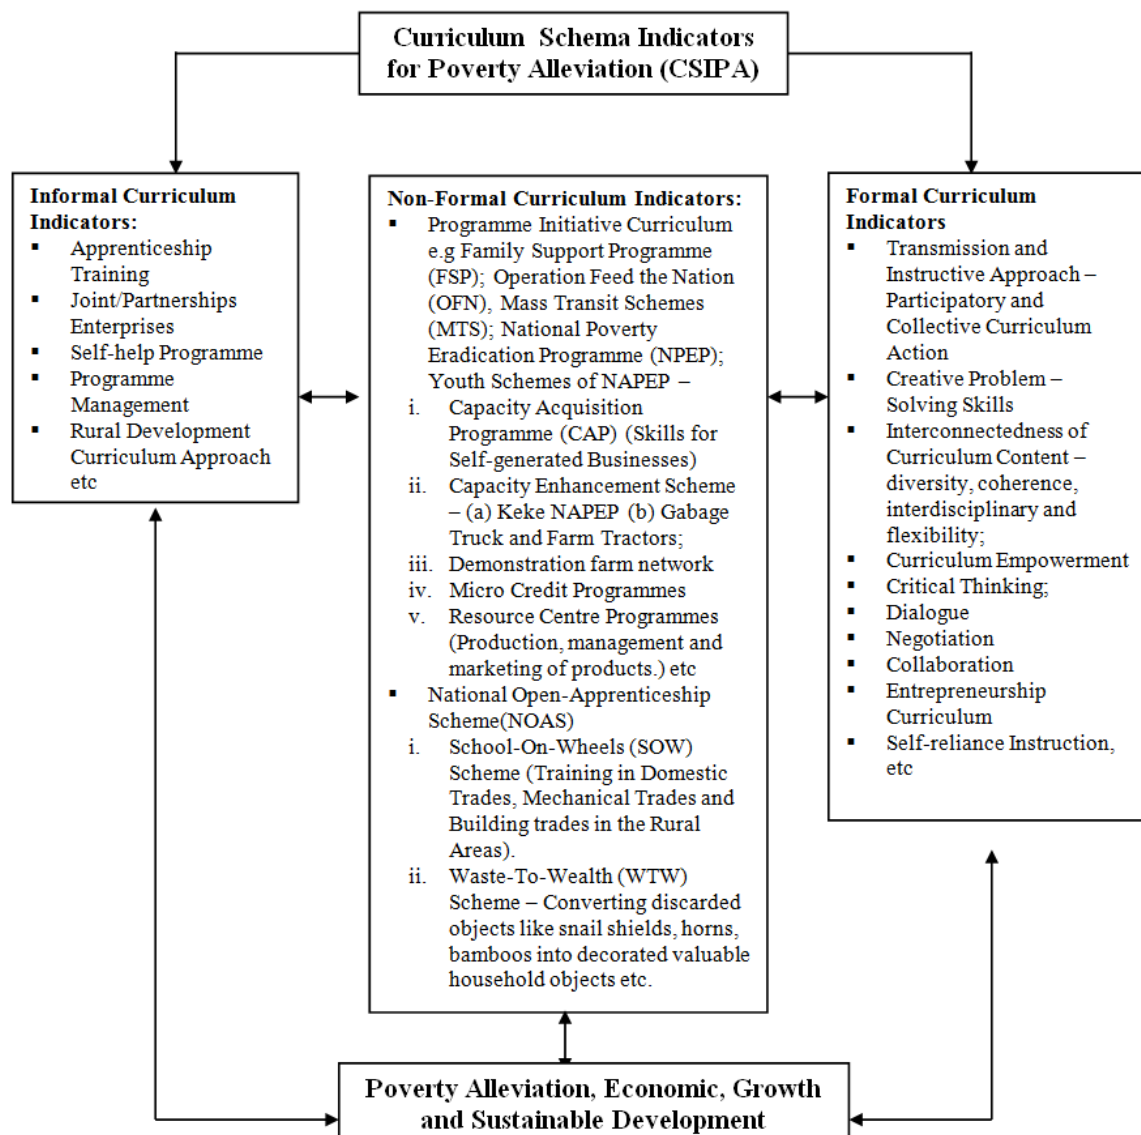 Curriculum Schema Indicators
for Poverty Alleviation (CSIPA)
Informal Curriculum
Indicators:
▪ Apprenticeship
Training
▪ Joint/Partnerships
Enterprises
▪ Self-help Programme
▪ Programme
Management
▪ Rural Development
Curriculum Approach
etc
Non-Formal Curriculum Indicators:
▪ Programme Initiative Curriculum
e.g Family Support Programme
(FSP); Operation Feed the Nation
(OFN), Mass Transit Schemes
(MTS); National Poverty
Eradication Programme (NPEP);
Youth Schemes of NAPEP –
i. Capacity Acquisition
Programme (CAP) (Skills for
Self-generated Businesses)
ii. Capacity Enhancement Scheme
– (a) Keke NAPEP (b) Gabage
Truck and Farm Tractors;
iii. Demonstration farm network
iv. Micro Credit Programmes
v. Resource Centre Programmes
(Production, management and
marketing of products.) etc
▪ National Open-Apprenticeship
Scheme(NOAS)
i. School-On-Wheels (SOW)
Scheme (Training in Domestic
Trades, Mechanical Trades and
Building trades in the Rural
Areas).
ii. Waste-To-Wealth (WTW)
Scheme – Converting discarded
objects like snail shields, horns,
bamboos into decorated valuable
household objects etc.
Formal Curriculum
Indicators
▪ Transmission and
Instructive Approach –
Participatory and
Collective Curriculum
Action
▪ Creative Problem –
Solving Skills
▪ Interconnectedness of
Curriculum Content –
diversity, coherence,
interdisciplinary and
flexibility;
▪ Curriculum Empowerment
▪ Critical Thinking;
▪ Dialogue
▪ Negotiation
▪ Collaboration
▪ Entrepreneurship
Curriculum
▪ Self-reliance Instruction,
etc
Poverty Alleviation, Economic, Growth
and Sustainable Development